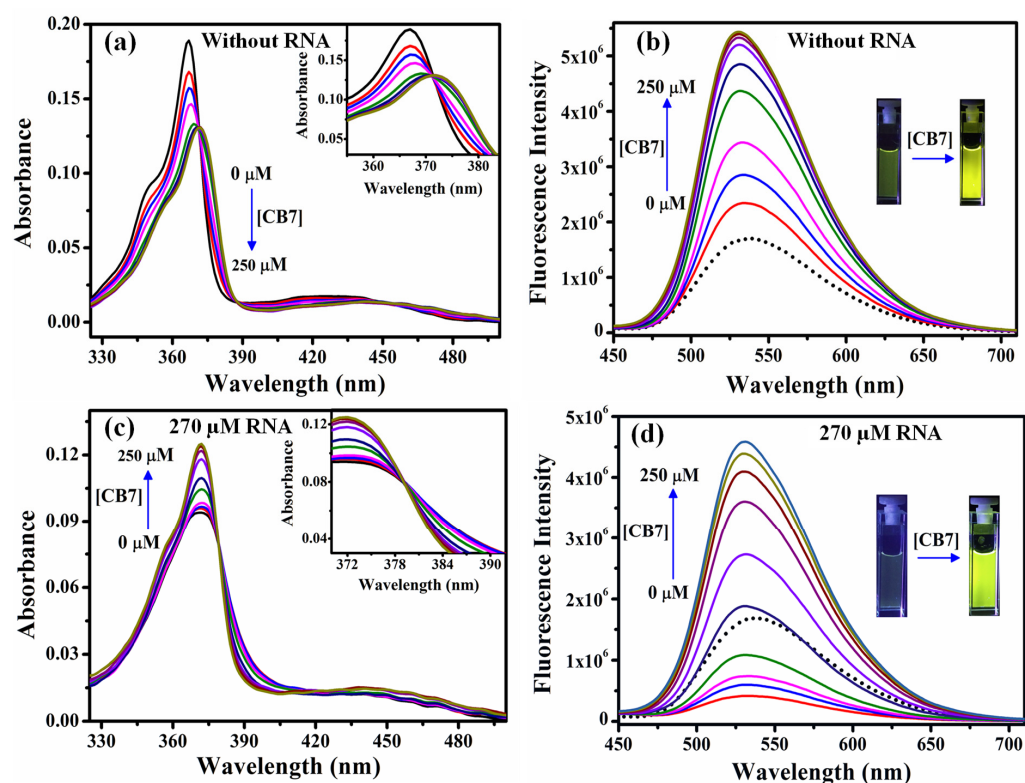 (a) Without RNA
Absorbance
0.20
0.15
0.10
0.05
0.00
330 360 390 420 450 480
Wavelength (nm)
0 μM
[CB7]
250 μM
Absorbance
0.15
0.10
0.05
360 370 380
Wavelength (nm)
(b) Without RNA
Fluorescence Intensity
5x10⁶
4x10⁶
3x10⁶
2x10⁶
1x10⁶
0
450 500 550 600 650 700
Wavelength (nm)
250 μM
[CB7]
0 μM
[CB7]
(c) 270 μM RNA
Absorbance
0.12
0.09
0.06
0.03
0.00
330 360 390 420 450 480
Wavelength (nm)
250 μM
[CB7]
0 μM
Absorbance
0.12
0.08
0.04
372 378 384 390
Wavelength (nm)
(d) 270 μM RNA
Fluorescence Intensity
5x10⁶
4x10⁶
3x10⁶
2x10⁶
1x10⁶
0
450 500 550 600 650 700
Wavelength (nm)
250 μM
[CB7]
0 μM
[CB7]